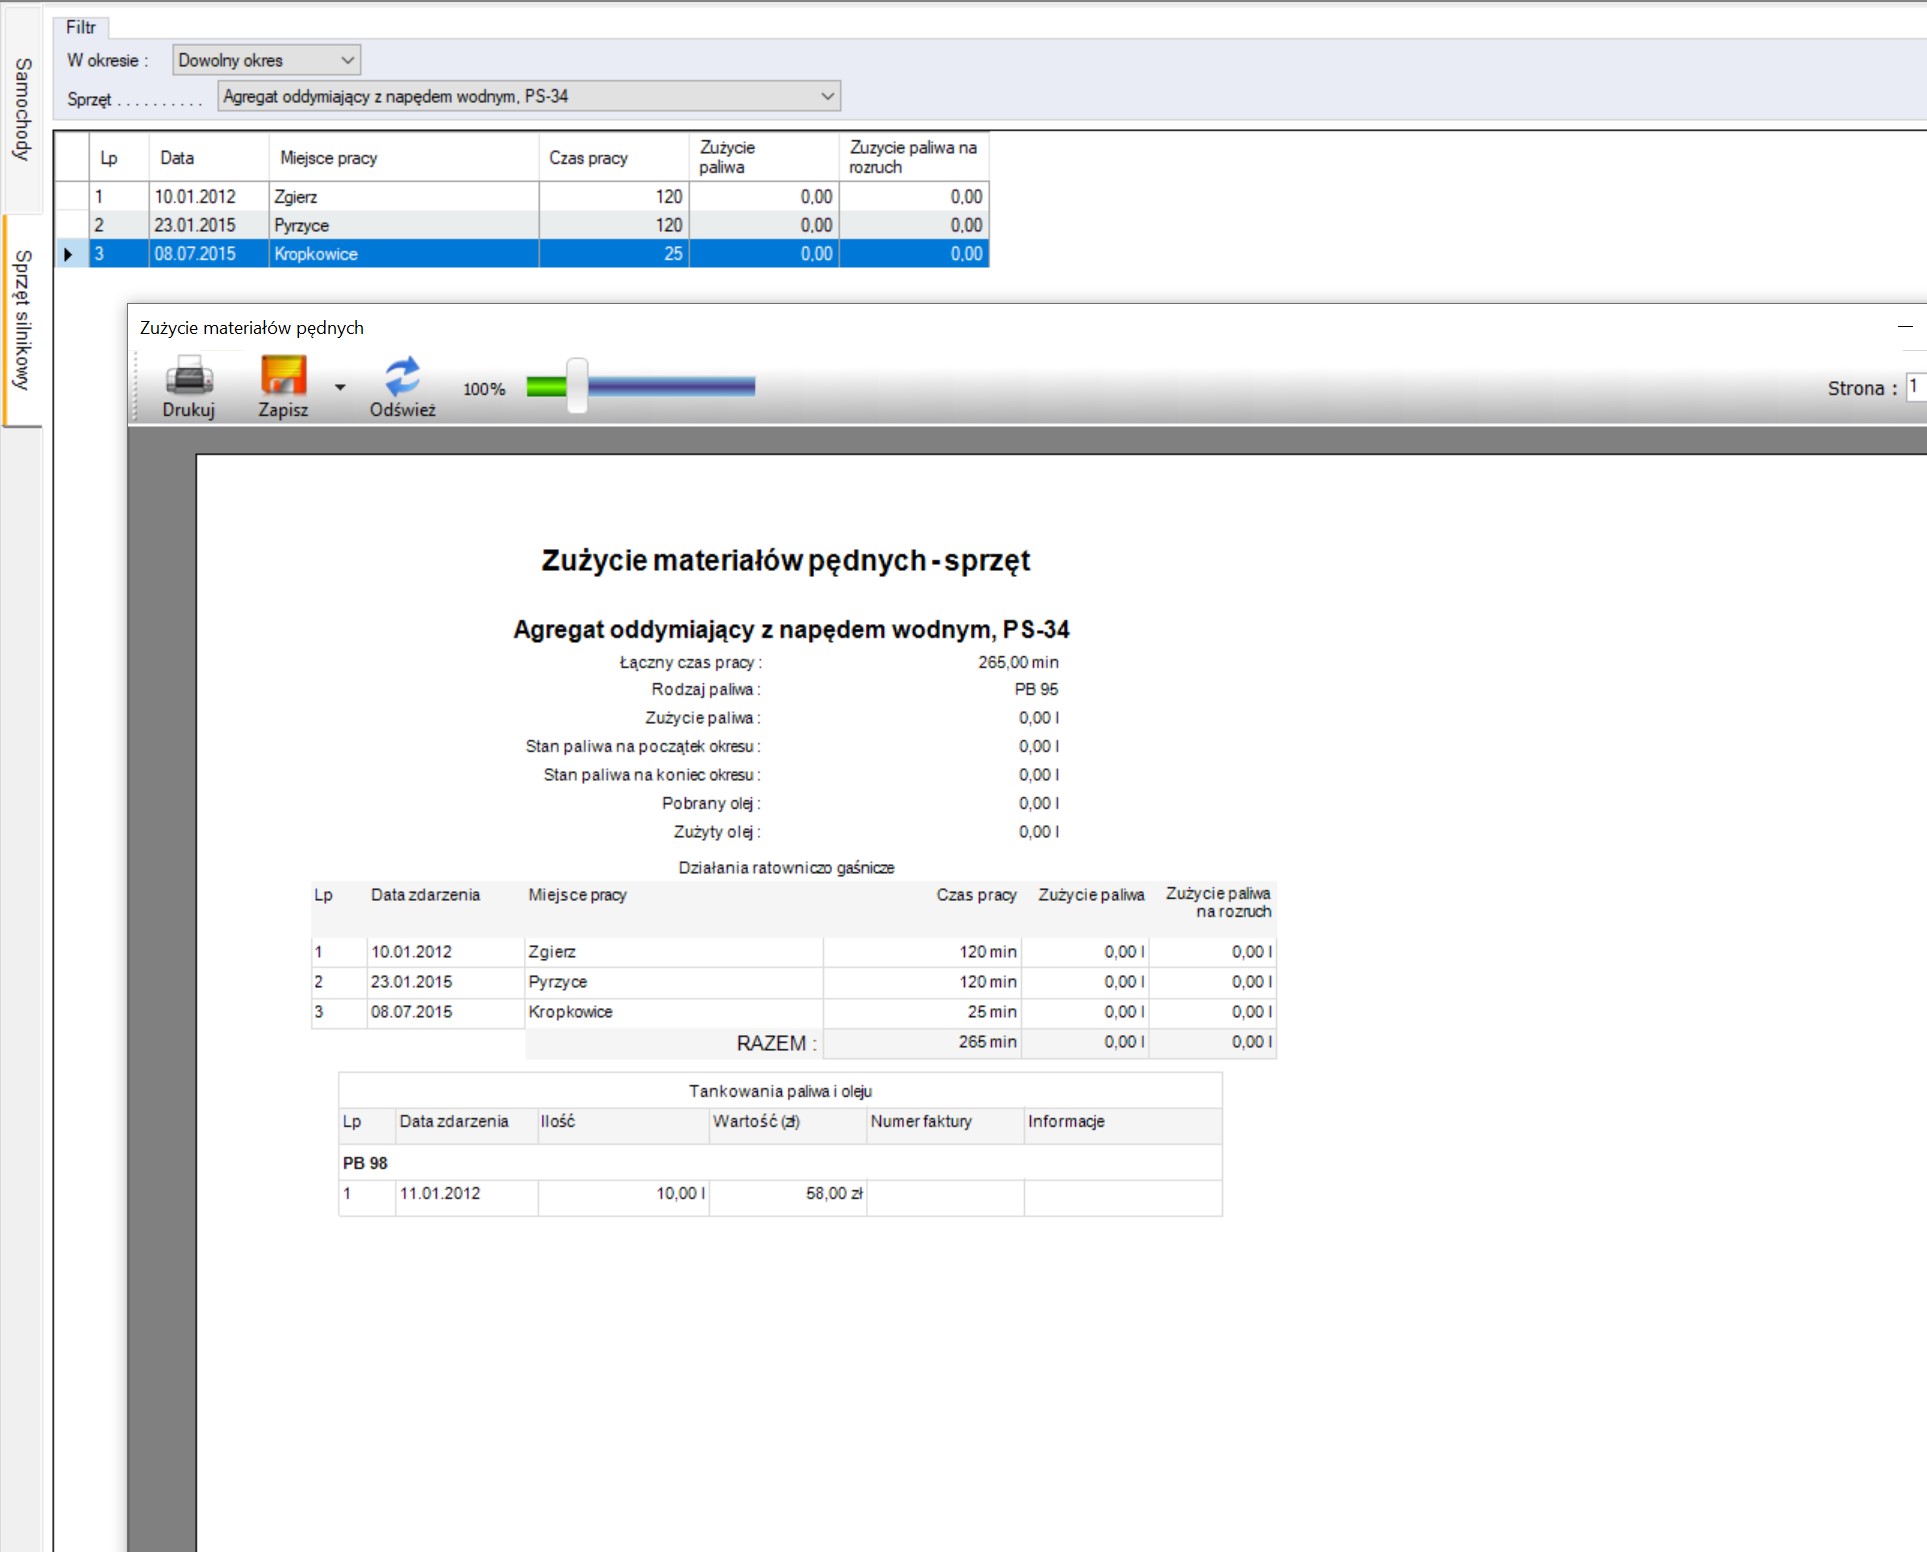 Samochody
Sprzęt silnikowy
Filtr
W okresie : Dowolny okres
Sprzęt . . . . . . . . . . Agregat oddymiający z napędem wodnym, PS-34
Lp Data Miejsce pracy Czas pracy Zużycie paliwa Zuzycie paliwa na rozruch
1 10.01.2012 Zgierz 120 0,00 0,00
2 23.01.2015 Pyrzyce 120 0,00 0,00
3 08.07.2015 Kropkowice 25 0,00 0,00
Zużycie materiałów pędnych
Drukuj Zapisz Odśwież 100% Strona : 1
Zużycie materiałów pędnych - sprzęt
Agregat oddymiający z napędem wodnym, PS-34
Łączny czas pracy : 265,00 min
Rodzaj paliwa : PB 95
Zużycie paliwa : 0,00 l
Stan paliwa na początek okresu : 0,00 l
Stan paliwa na koniec okresu : 0,00 l
Pobrany olej : 0,00 l
Zużyty olej : 0,00 l
Działania ratowniczo gaśnicze
Lp Data zdarzenia Miejsce pracy Czas pracy Zużycie paliwa Zużycie paliwa na rozruch
1 10.01.2012 Zgierz 120 min 0,00 l 0,00 l
2 23.01.2015 Pyrzyce 120 min 0,00 l 0,00 l
3 08.07.2015 Kropkowice 25 min 0,00 l 0,00 l
RAZEM : 265 min 0,00 l 0,00 l
Tankowania paliwa i oleju
Lp Data zdarzenia Ilość Wartość (zł) Numer faktury Informacje
PB 98
1 11.01.2012 10,00 l 58,00 zł